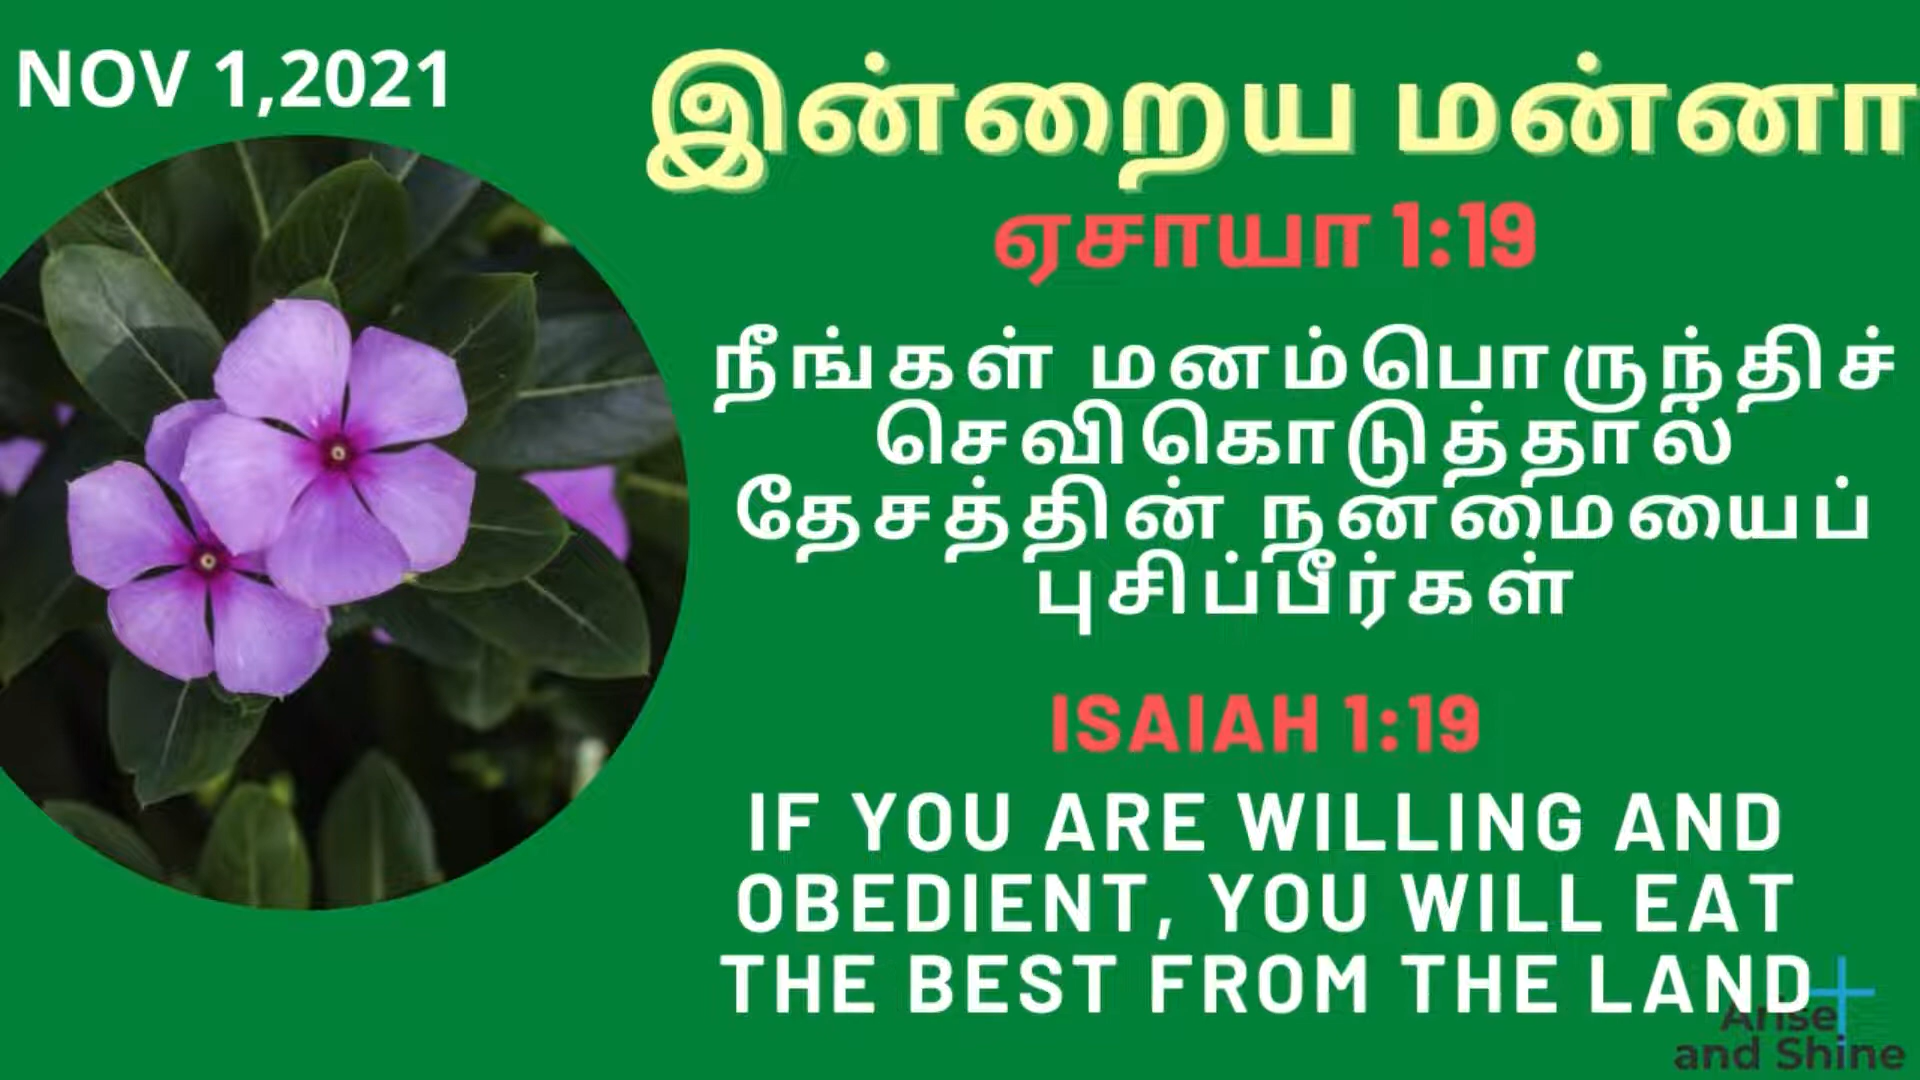 NOV 1,2021
இன்றைய மன்னா
ஏசாயா 1:19
நீங்கள் மனம்பொருந்திச்
செவிகொடுத்தால்
தேசத்தின் நன்மையைப்
புசிப்பீர்கள்
ISAIAH 1:19
IF YOU ARE WILLING AND
OBEDIENT, YOU WILL EAT
THE BEST FROM THE LAND
Arise
and Shine